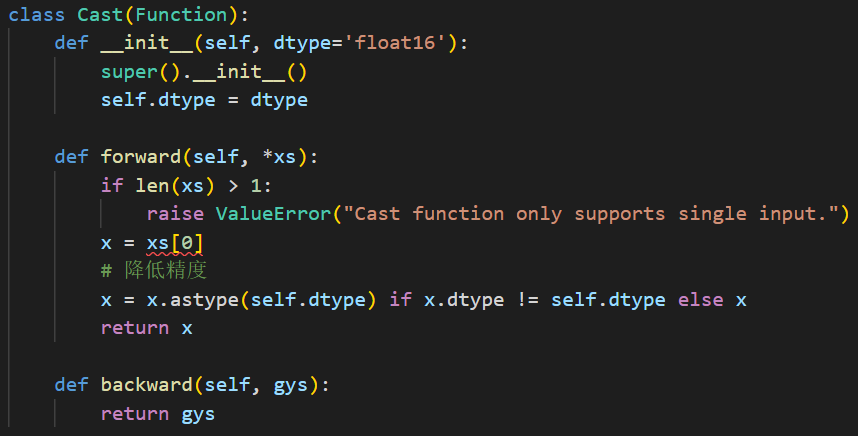 class Cast(Function):
    def __init__(self, dtype='float16'):
        super().__init__()
        self.dtype = dtype
    def forward(self, *xs):
        if len(xs) > 1:
            raise ValueError("Cast function only supports single input.")
        x = xs[0]
        # 降低精度
        x = x.astype(self.dtype) if x.dtype != self.dtype else x
        return x
    def backward(self, gys):
        return gys